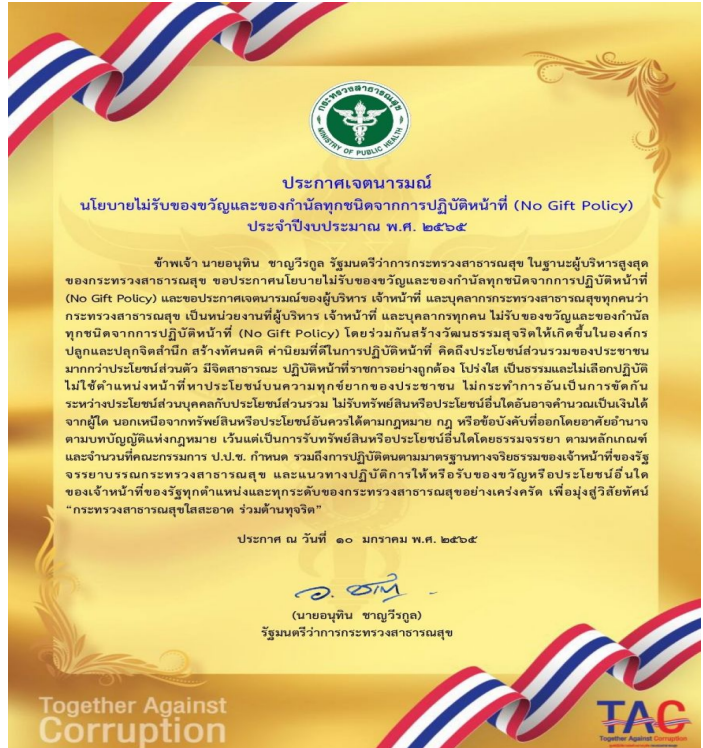 กระทรวงสาธารณสุข
MINISTRY OF PUBLIC HEALTH
ประกาศเจตนารมณ์
นโยบายไม่รับของขวัญและของกำนัลทุกชนิดจากการปฏิบัติหน้าที่ (No Gift Policy)
ประจำปีงบประมาณ พ.ศ. ๒๕๖๕
ข้าพเจ้า นายอนุทิน ชาญวีรกูล รัฐมนตรีว่าการกระทรวงสาธารณสุข ในฐานะผู้บริหารสูงสุด
ของกระทรวงสาธารณสุข ขอประกาศนโยบายไม่รับของขวัญและของกำนัลทุกชนิดจากการปฏิบัติหน้าที่
(No Gift Policy) และขอประกาศเจตนารมณ์ของผู้บริหาร เจ้าหน้าที่ และบุคลากรกระทรวงสาธารณสุขทุกคนว่า
กระทรวงสาธารณสุข เป็นหน่วยงานที่ผู้บริหาร เจ้าหน้าที่ และบุคลากรทุกคน ไม่รับของขวัญและของกำนัล
ทุกชนิดจากการปฏิบัติหน้าที่ (No Gift Policy) โดยร่วมกันสร้างวัฒนธรรมสุจริตให้เกิดขึ้นในองค์กร
ปลูกและปลุกจิตสำนึก สร้างทัศนคติ ค่านิยมที่ดีในการปฏิบัติหน้าที่ คิดถึงประโยชน์ส่วนรวมของประชาชน
มากกว่าประโยชน์ส่วนตัว มีจิตสาธารณะ ปฏิบัติหน้าที่ราชการอย่างถูกต้อง โปร่งใส เป็นธรรมและไม่เลือกปฏิบัติ
ไม่ใช้ตำแหน่งหน้าที่หาประโยชน์บนความทุกข์ยากของประชาชน ไม่กระทำการอันเป็นการขัดกัน
ระหว่างประโยชน์ส่วนบุคคลกับประโยชน์ส่วนรวม ไม่รับทรัพย์สินหรือประโยชน์อื่นใดอันอาจคำนวณเป็นเงินได้
จากผู้ใด นอกเหนือจากทรัพย์สินหรือประโยชน์อันควรได้ตามกฎหมาย กฎ หรือข้อบังคับที่ออกโดยอาศัยอำนาจ
ตามบทบัญญัติแห่งกฎหมาย เว้นแต่เป็นการรับทรัพย์สินหรือประโยชน์อื่นใดโดยธรรมจรรยา ตามหลักเกณฑ์
และจำนวนที่คณะกรรมการ ป.ป.ช. กำหนด รวมถึงการปฏิบัติตนตามมาตรฐานทางจริยธรรมของเจ้าหน้าที่ของรัฐ
จรรยาบรรณกระทรวงสาธารณสุข และแนวทางปฏิบัติการให้หรือรับของขวัญหรือประโยชน์อื่นใด
ของเจ้าหน้าที่ของรัฐทุกตำแหน่งและทุกระดับของกระทรวงสาธารณสุขอย่างเคร่งครัด เพื่อมุ่งสู่วิสัยทัศน์
“กระทรวงสาธารณสุขใสสะอาด ร่วมต้านทุจริต”
ประกาศ ณ วันที่ ๑๐ มกราคม พ.ศ. ๒๕๖๕
(นายอนุทิน ชาญวีรกูล)
รัฐมนตรีว่าการกระทรวงสาธารณสุข
Together Against
Corruption
TAC
Together Against Corruption